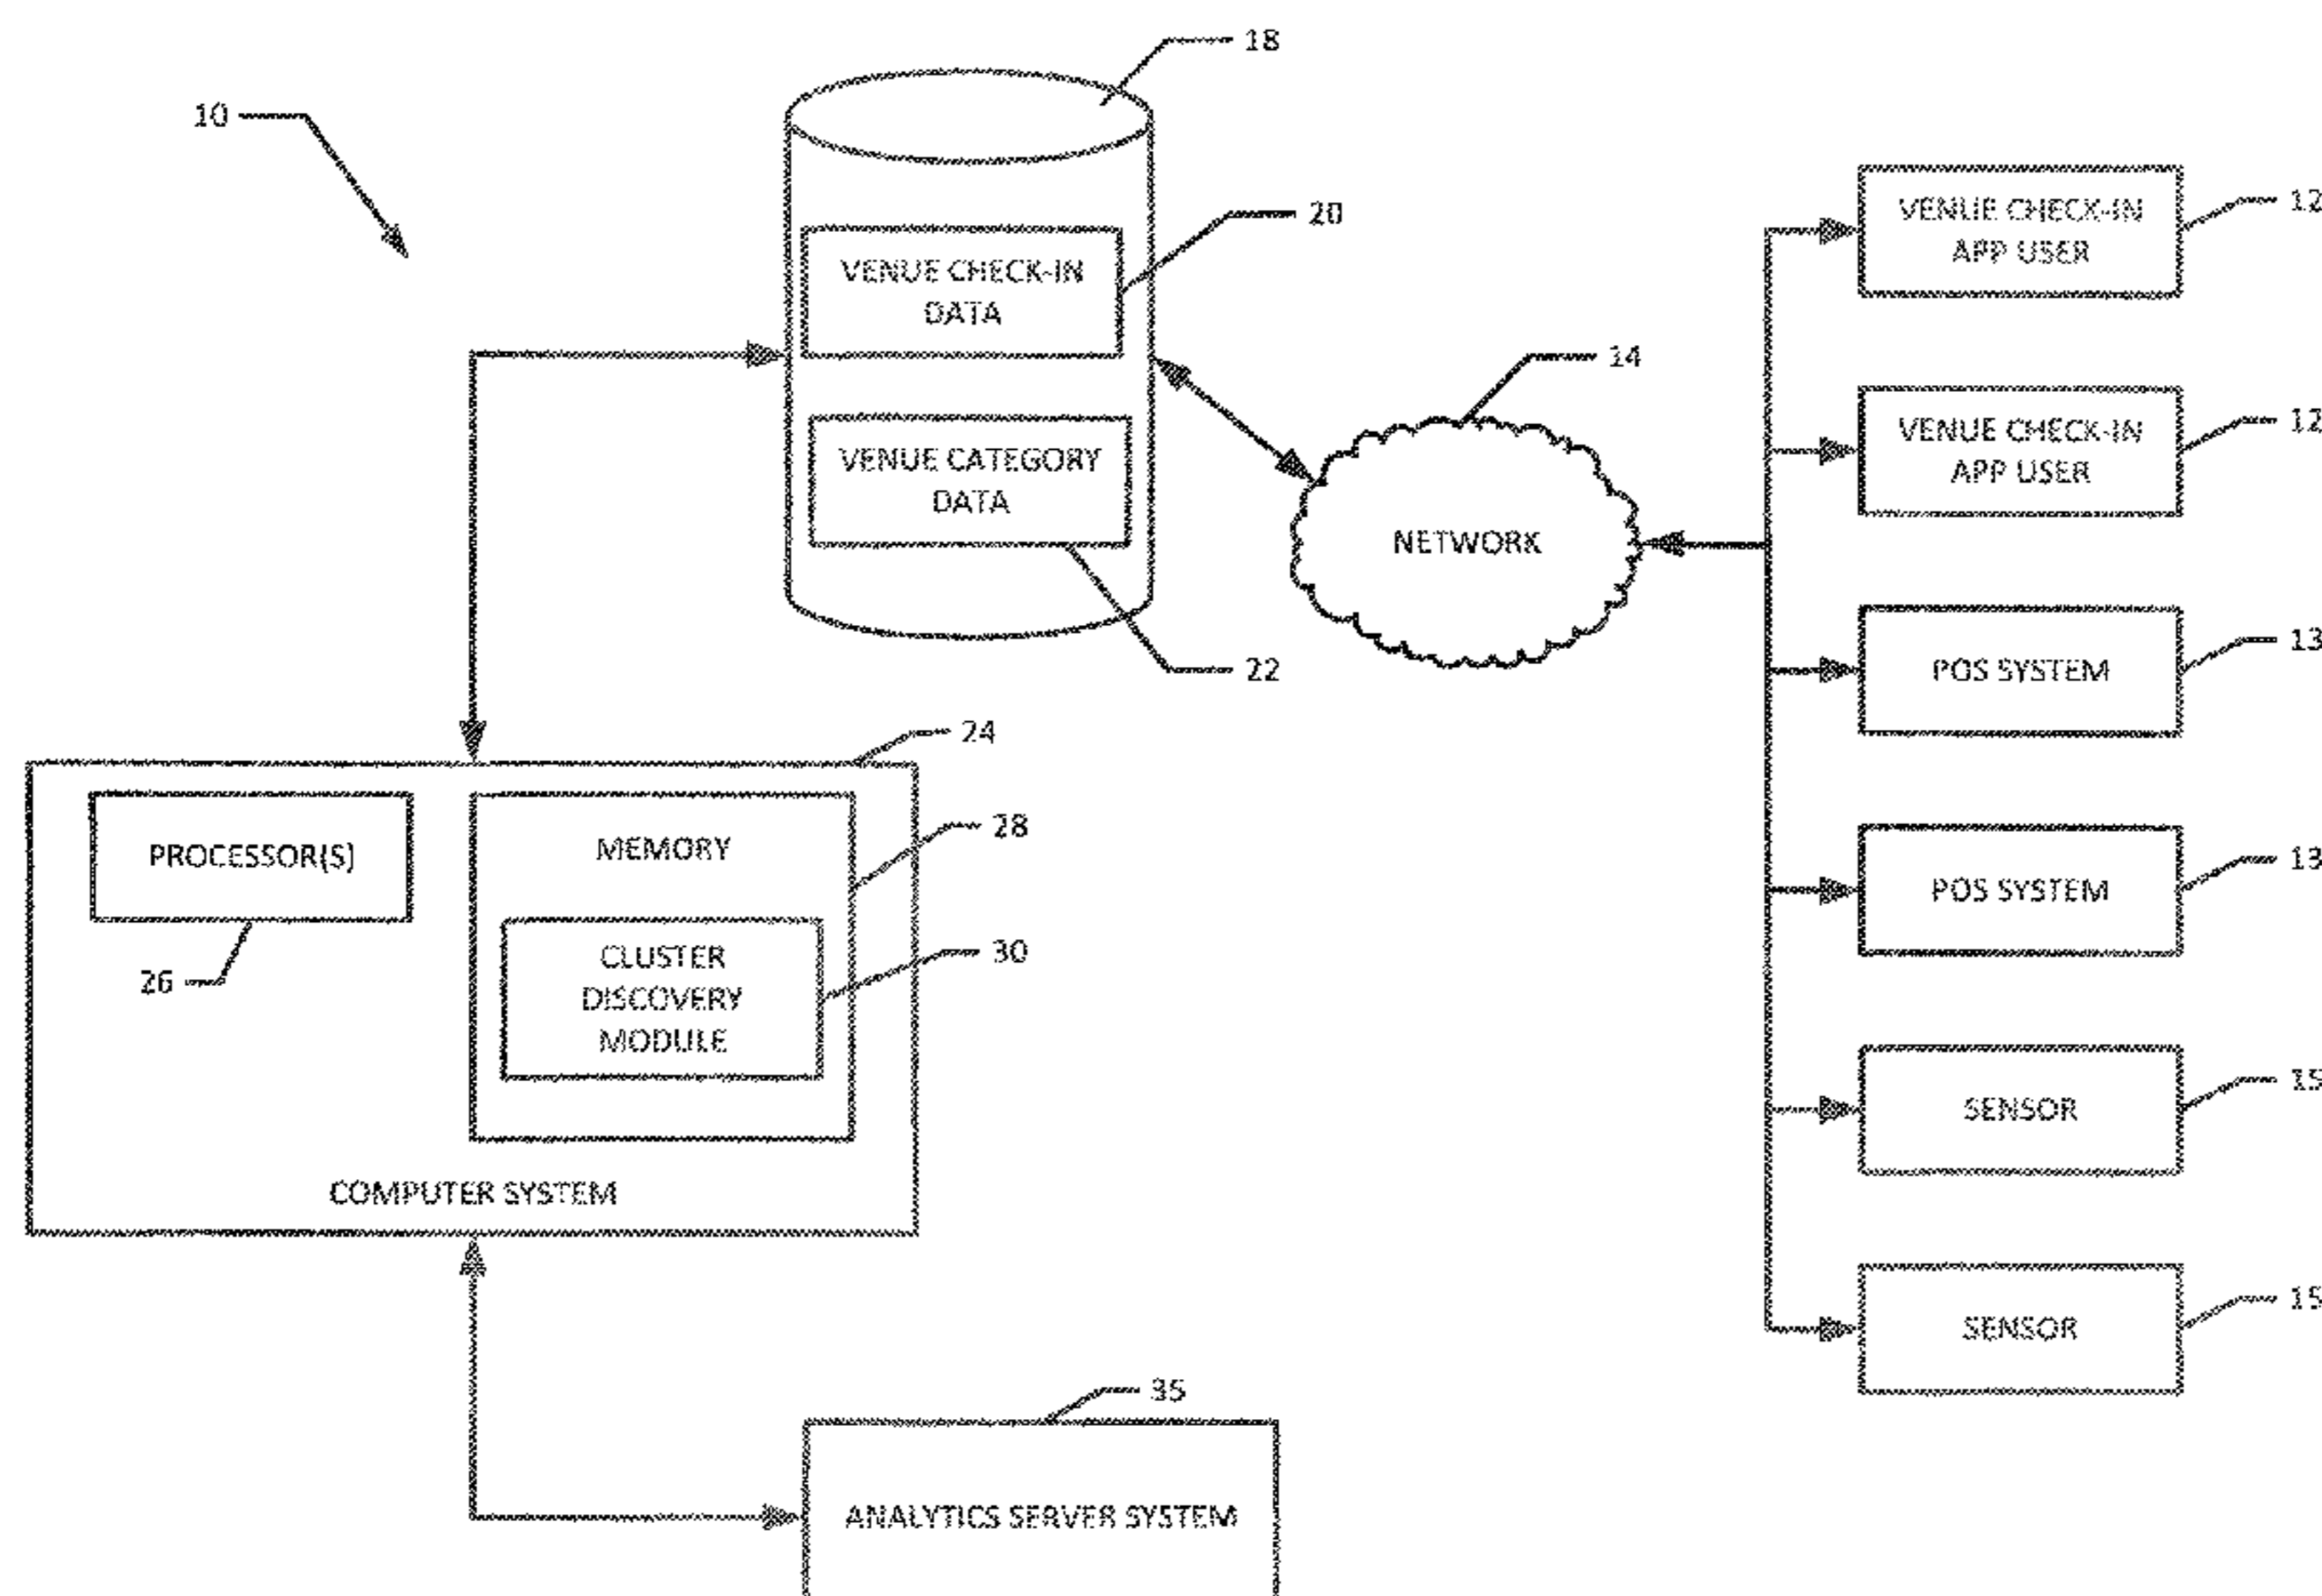 18
10
20
VENUE CHECK-IN
DATA
VENUE CATEGORY
DATA
22
14
NETWORK
VENUE CHECK-IN
APP USER
12
VENUE CHECK-IN
APP USER
12
POS SYSTEM
13
POS SYSTEM
13
SENSOR
15
SENSOR
15
24
PROCESSOR(S)
26
MEMORY
28
CLUSTER
DISCOVERY
MODULE
30
COMPUTER SYSTEM
35
ANALYTICS SERVER SYSTEM